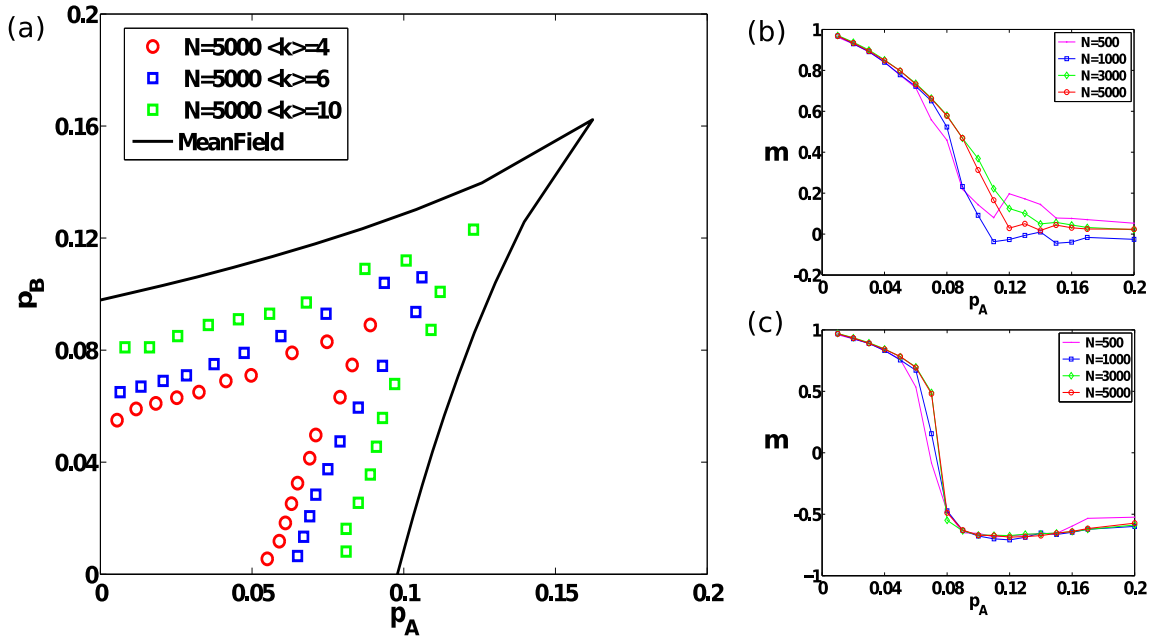 (a)
0.2
0.16
0.12
0.08
0.04
0
p_B
N=5000 <k>=4
N=5000 <k>=6
N=5000 <k>=10
MeanField
0 0.05 0.1 0.15 0.2
p_A
(b)
1
0.8
0.6
0.4
0.2
0
-0.2
m
N=500
N=1000
N=3000
N=5000
0 0.04 0.08 0.12 0.16 0.2
p_A
(c)
1
0.5
0
-0.5
-1
m
N=500
N=1000
N=3000
N=5000
0 0.04 0.08 0.12 0.16 0.2
p_A